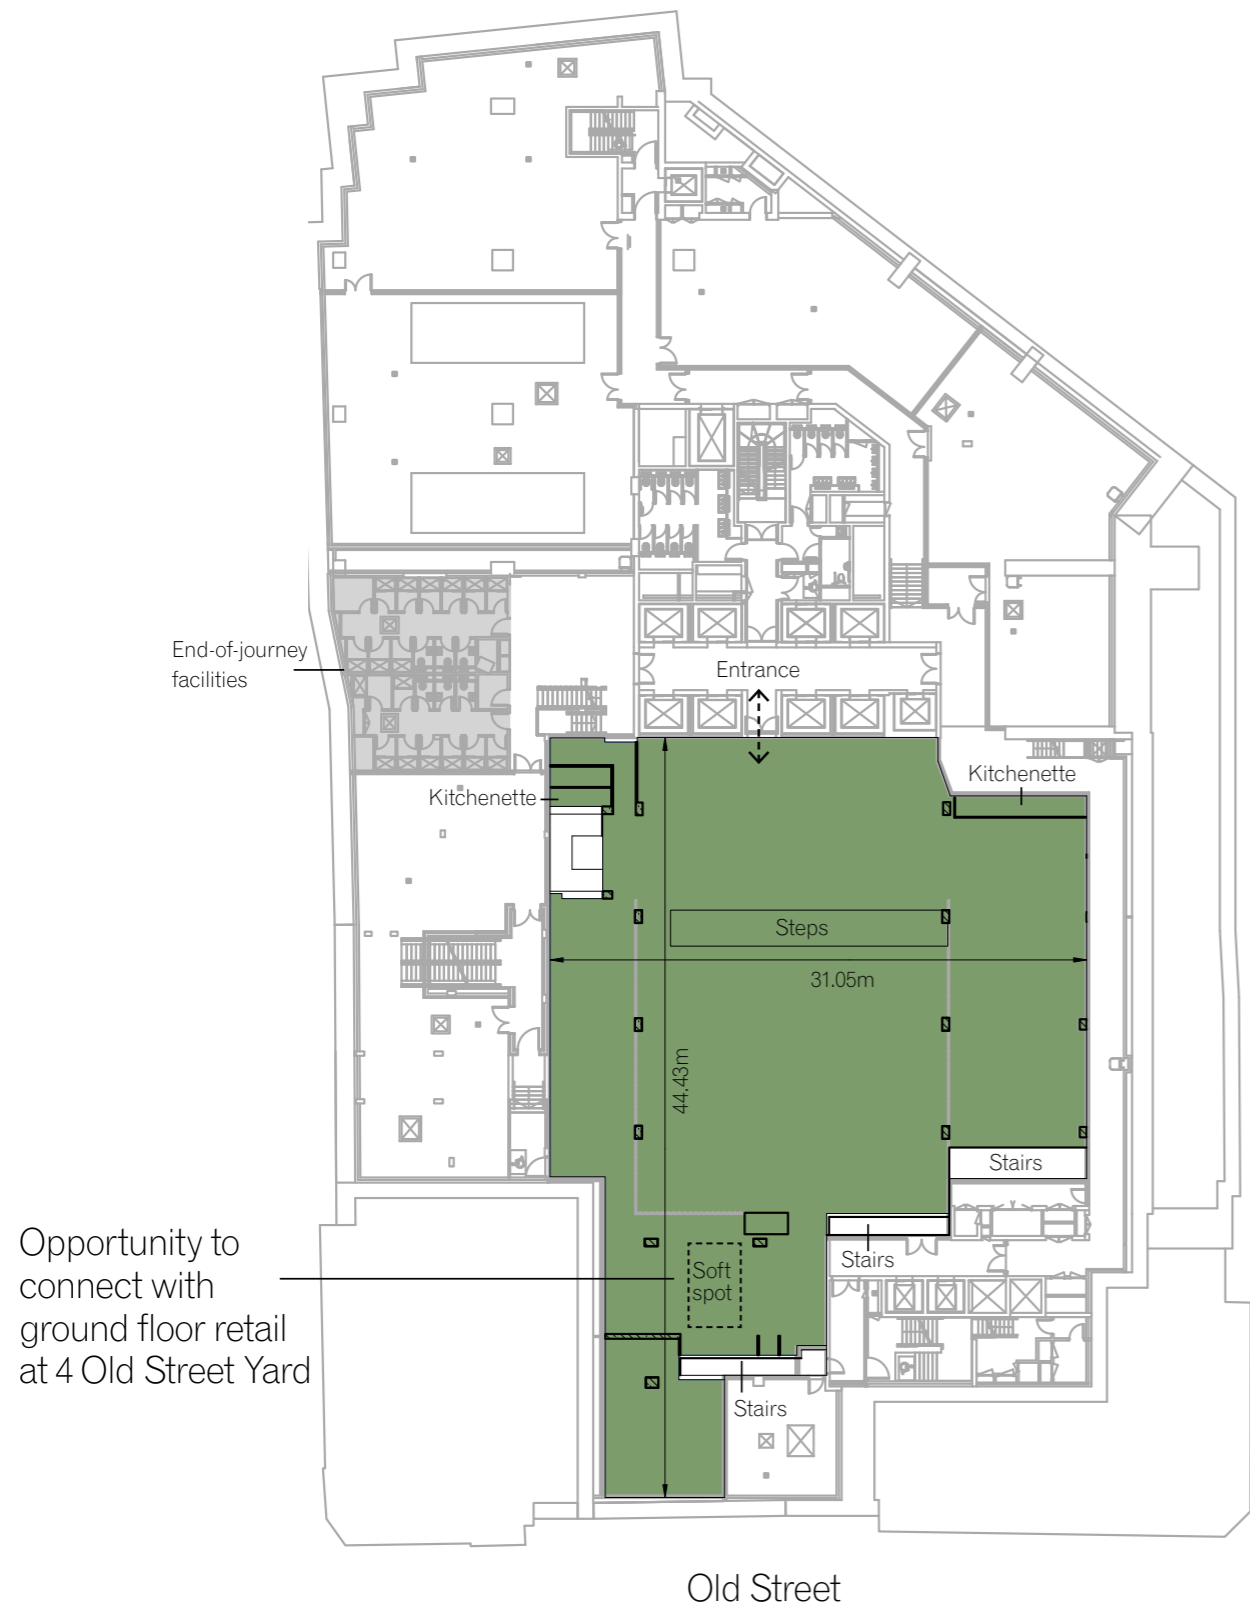 End-of-journey
facilities
Entrance
Kitchenette
Kitchenette
Steps
31.05m
44.43m
Stairs
Stairs
Soft
spot
Opportunity to
connect with
ground floor retail
at 4 Old Street Yard
Stairs
Old Street